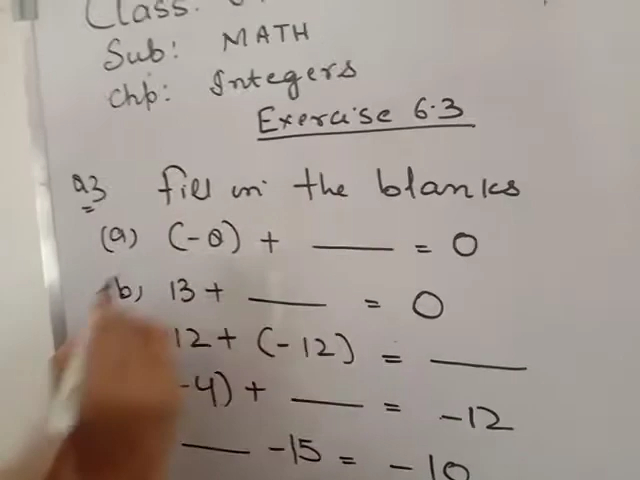 Class:
Sub: MATH
Chp: Integers
Exercise 6.3
Q3 Fill in the blanks
(a) (-8) + ____ = 0
(b) 13 + ____ = 0
12 + (-12) = ____
-4) + ____ = -12
____ -15 = -10